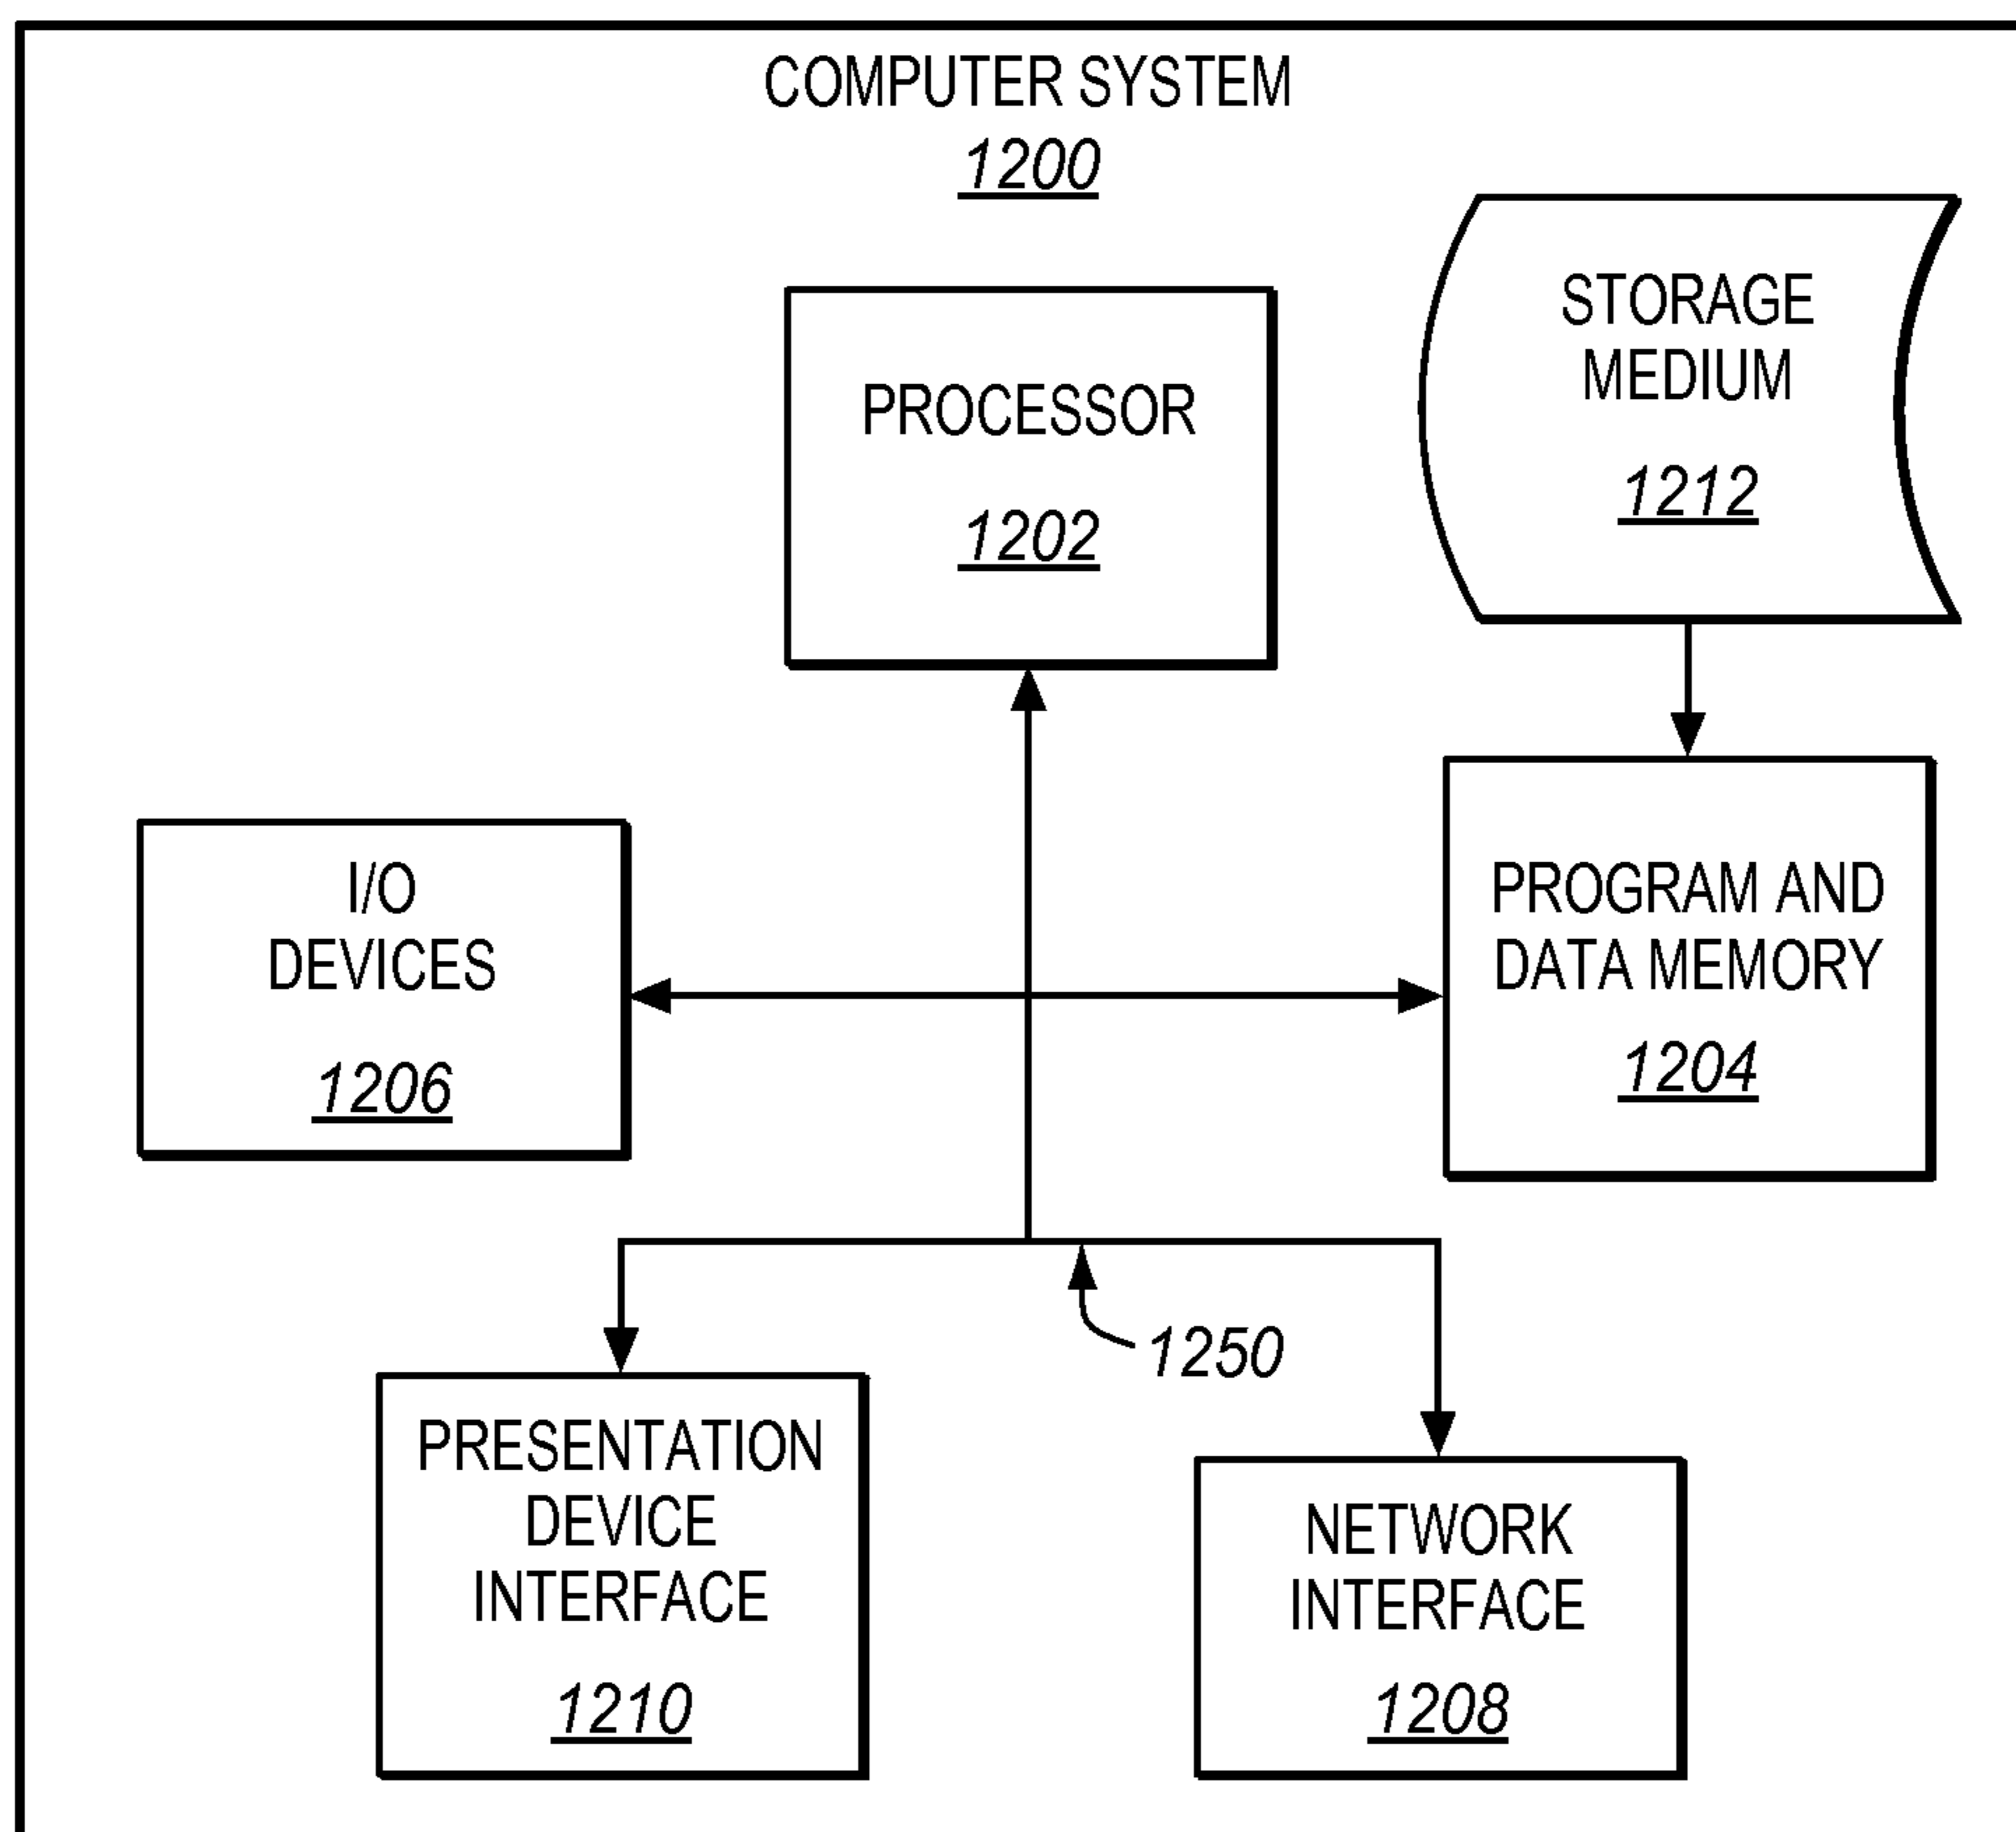 COMPUTER SYSTEM
1200
PROCESSOR
1202
STORAGE
MEDIUM
1212
I/O
DEVICES
1206
PROGRAM AND
DATA MEMORY
1204
1250
PRESENTATION
DEVICE
INTERFACE
1210
NETWORK
INTERFACE
1208